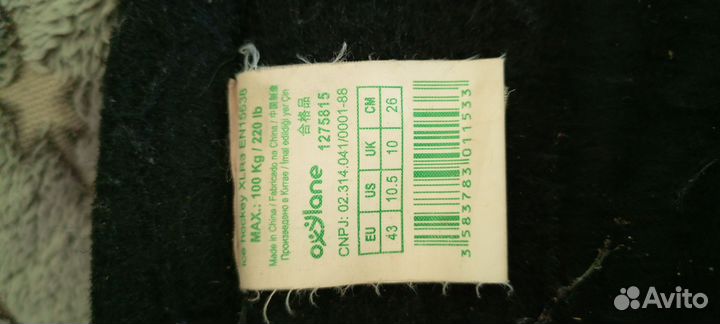 ice hockey XLR3 EN15638
MAX.: 100 Kg / 220 lb
Made in China / Fabricado na China / 中国制造
Произведено в Китае / Imal edildiği yer Çin
合格品
oxylane 1275815
CNPJ: 02.314.041/0001-88
EU US UK CM
43 10.5 10 26
3 583783 011533
Avito